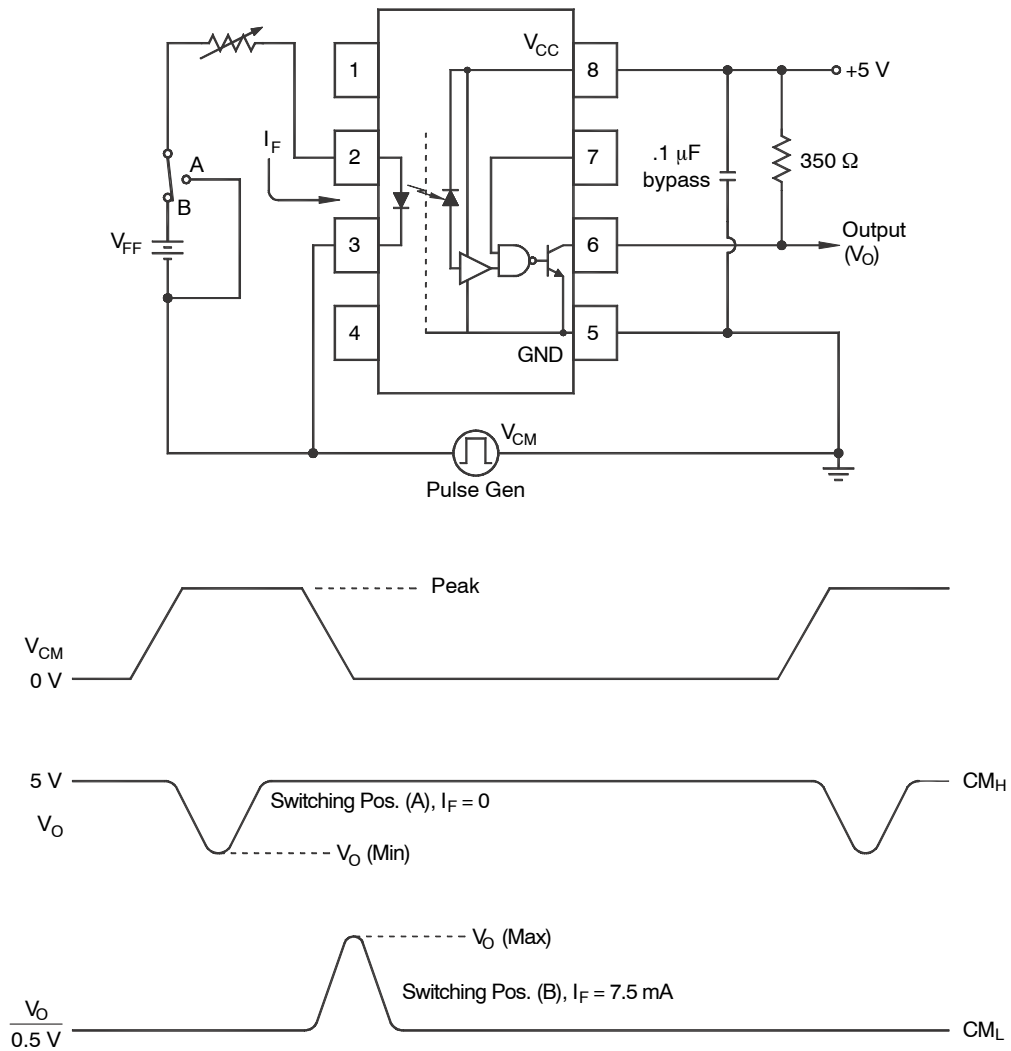 V_CC
1
8
+5 V
I_F
2
7
.1 μF
bypass
350 Ω
A
B
V_FF
3
6
Output
(V_O)
4
5
GND
V_CM
Pulse Gen
Peak
V_CM
0 V
5 V
CM_H
Switching Pos. (A), I_F = 0
V_O
V_O (Min)
V_O (Max)
Switching Pos. (B), I_F = 7.5 mA
V_O
0.5 V
CM_L